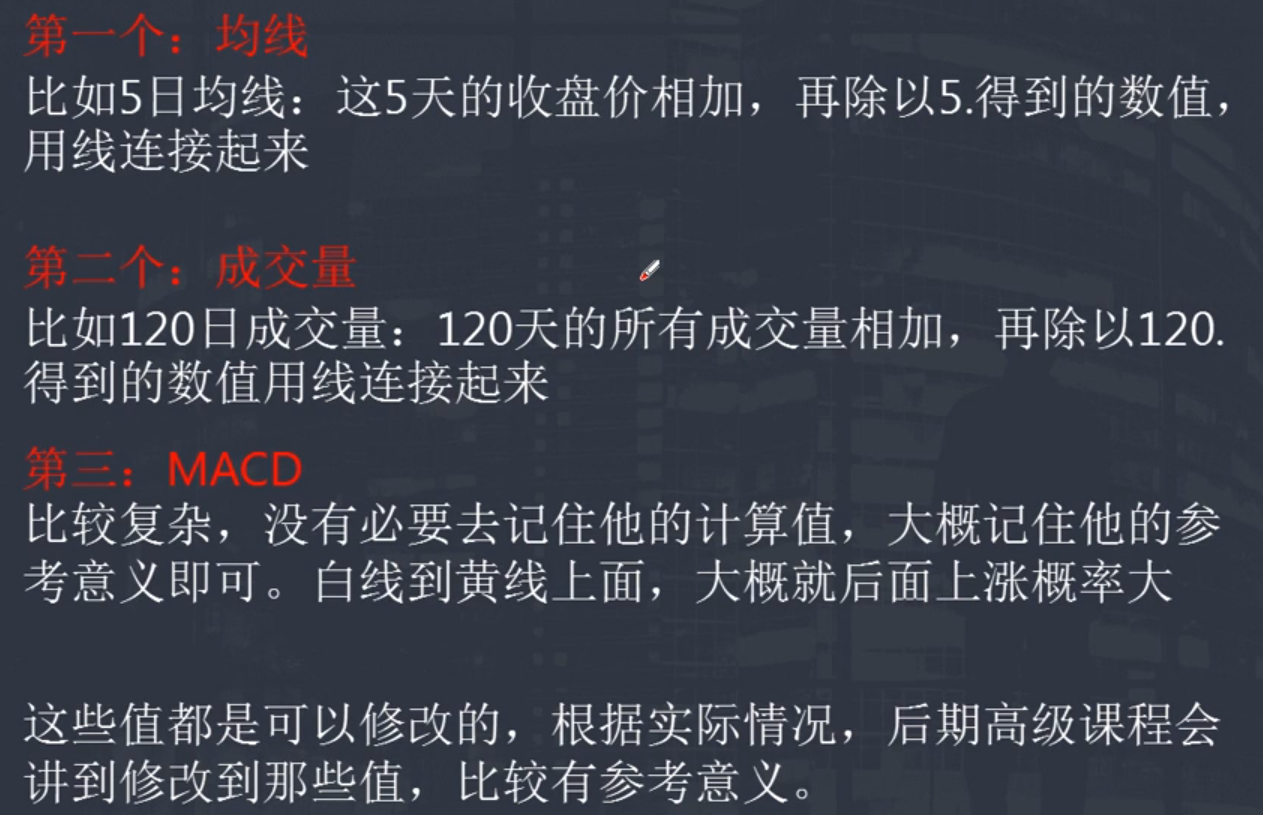 第一个：均线
比如5日均线：这5天的收盘价相加，再除以5.得到的数值，
用线连接起来
第二个：成交量
比如120日成交量：120天的所有成交量相加，再除以120.
得到的数值用线连接起来
第三：MACD
比较复杂，没有必要去记住他的计算值，大概记住他的参
考意义即可。白线到黄线上面，大概就后面上涨概率大
这些值都是可以修改的，根据实际情况，后期高级课程会
讲到修改到那些值，比较有参考意义。